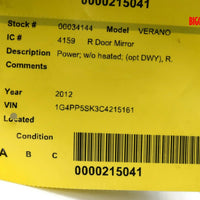 0000215041
BIG
Stock # 00034144 Model VERANO
IC # 4159 R Door Mirror
Description Power; w/o heated; (opt DWY), R.
Comments
Year 2012
VIN 1G4PP5SK3C4215161
Located
Condition
A B C
0000215041